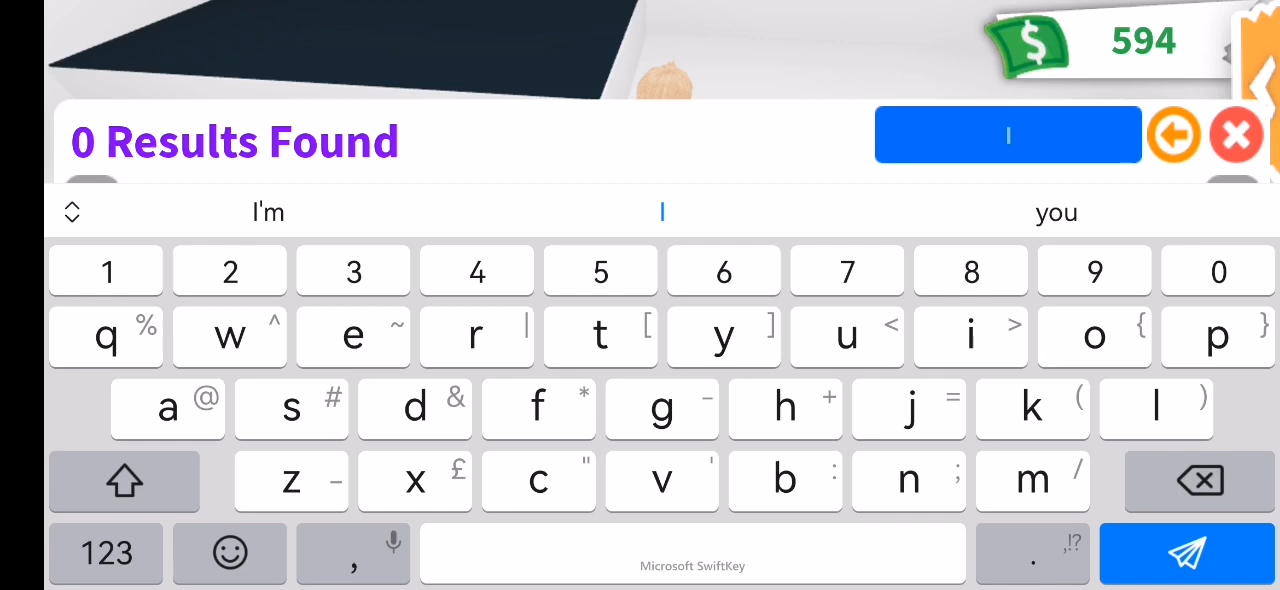 $ 594
0 Results Found
I'm I you
1 2 3 4 5 6 7 8 9 0
q % w ^ e ~ r | t [ y ] u < i > o { p }
a @ s # d & f * g - h + j = k ( l )
z _ x £ c " v ' b : n ; m /
123 , Microsoft SwiftKey . ,!?